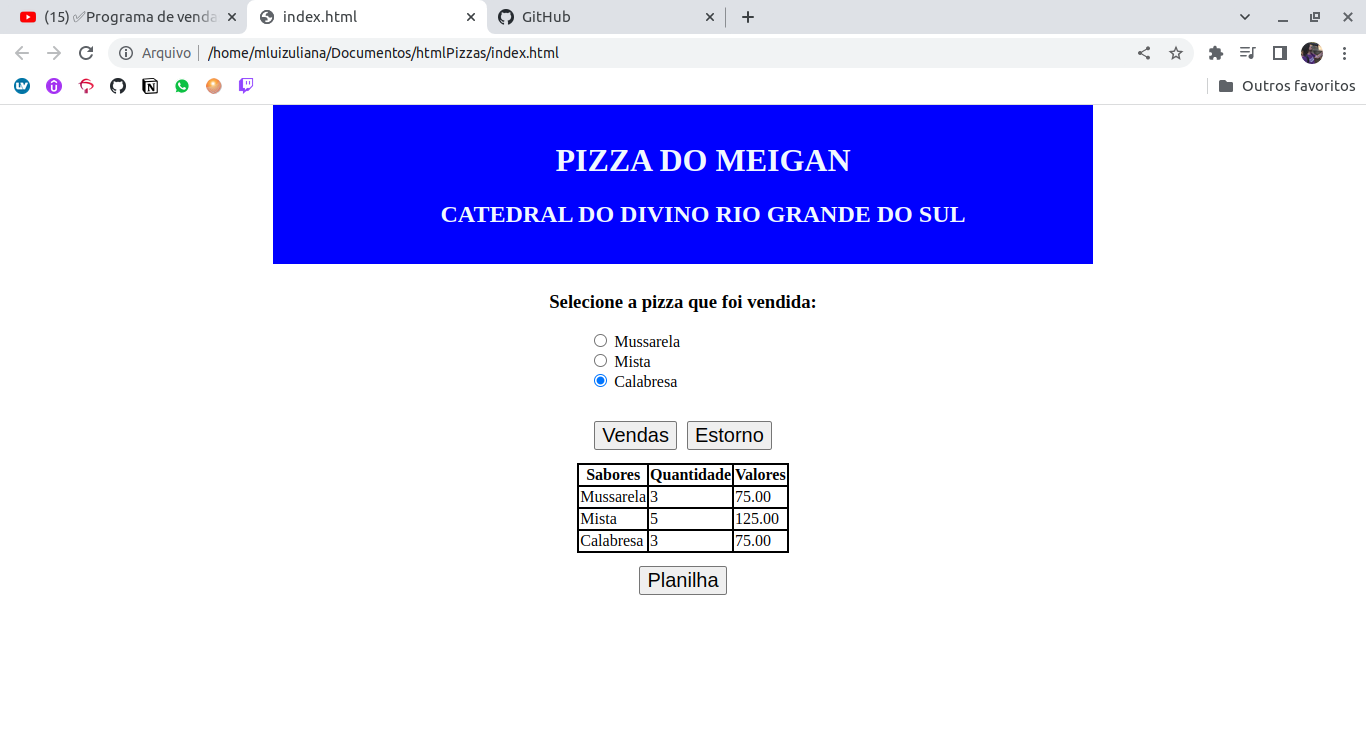 (15) ✅Programa de venda
index.html
GitHub
Arquivo
/home/mluizuliana/Documentos/htmlPizzas/index.html
Outros favoritos
PIZZA DO MEIGAN
CATEDRAL DO DIVINO RIO GRANDE DO SUL
Selecione a pizza que foi vendida:
Mussarela
Mista
Calabresa
Vendas Estorno
Sabores Quantidade Valores
Mussarela 3 75.00
Mista 5 125.00
Calabresa 3 75.00
Planilha